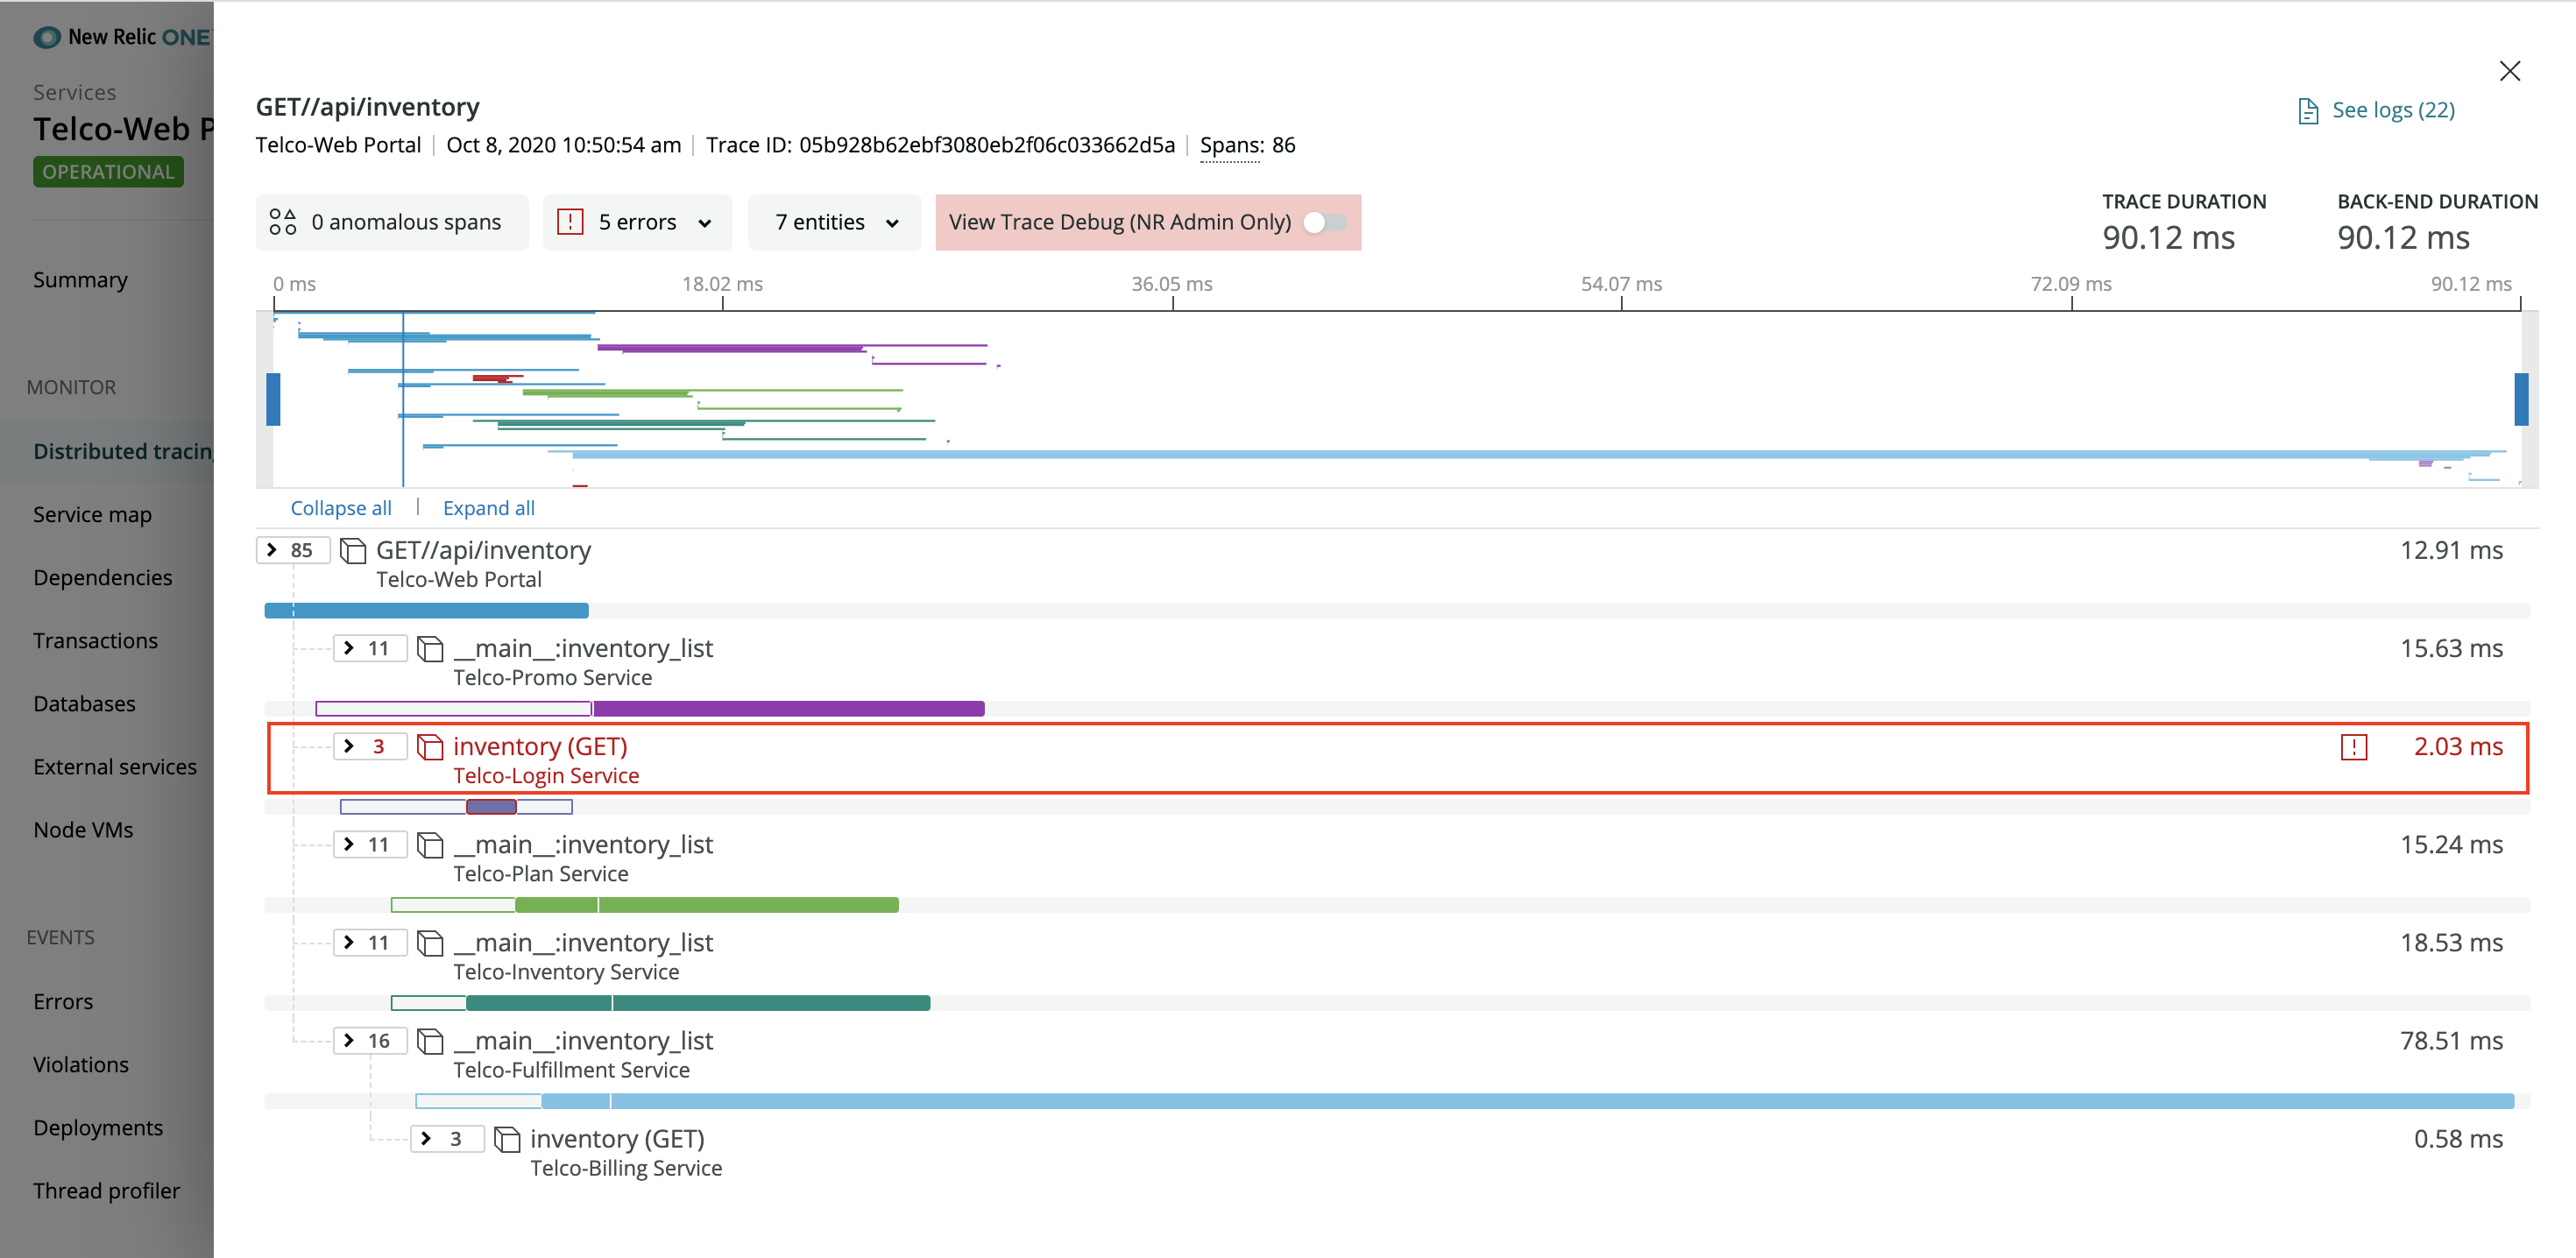 New Relic ONE
Services
Telco-Web P
OPERATIONAL
Summary
MONITOR
Distributed tracing
Service map
Dependencies
Transactions
Databases
External services
Node VMs
EVENTS
Errors
Violations
Deployments
Thread profiler
GET//api/inventory
See logs (22)
Telco-Web Portal | Oct 8, 2020 10:50:54 am | Trace ID: 05b928b62ebf3080eb2f06c033662d5a | Spans: 86
0 anomalous spans
5 errors
7 entities
View Trace Debug (NR Admin Only)
TRACE DURATION
90.12 ms
BACK-END DURATION
90.12 ms
0 ms 18.02 ms 36.05 ms 54.07 ms 72.09 ms 90.12 ms
Collapse all | Expand all
85 GET//api/inventory 12.91 ms
Telco-Web Portal
11 __main__:inventory_list 15.63 ms
Telco-Promo Service
3 inventory (GET) 2.03 ms
Telco-Login Service
11 __main__:inventory_list 15.24 ms
Telco-Plan Service
11 __main__:inventory_list 18.53 ms
Telco-Inventory Service
16 __main__:inventory_list 78.51 ms
Telco-Fulfillment Service
3 inventory (GET) 0.58 ms
Telco-Billing Service